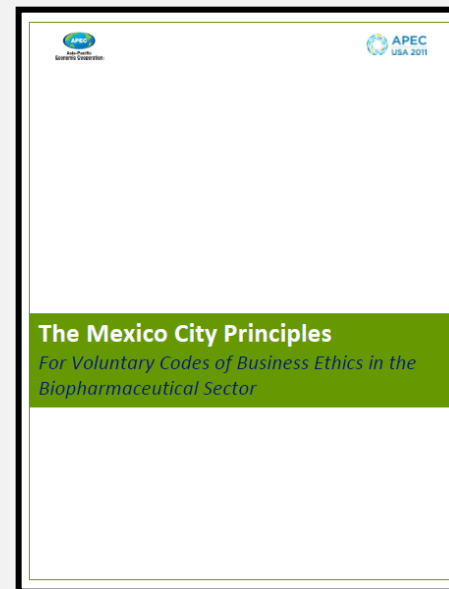 APEC
Asia-Pacific
Economic Cooperation
APEC
USA 2011
The Mexico City Principles
For Voluntary Codes of Business Ethics in the
Biopharmaceutical Sector